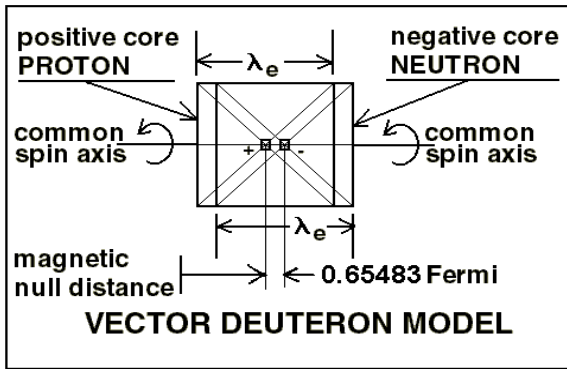 positive core
PROTON
λe
negative core
NEUTRON
common
spin axis
+ -
common
spin axis
λe
magnetic
null distance
0.65483 Fermi
VECTOR DEUTERON MODEL